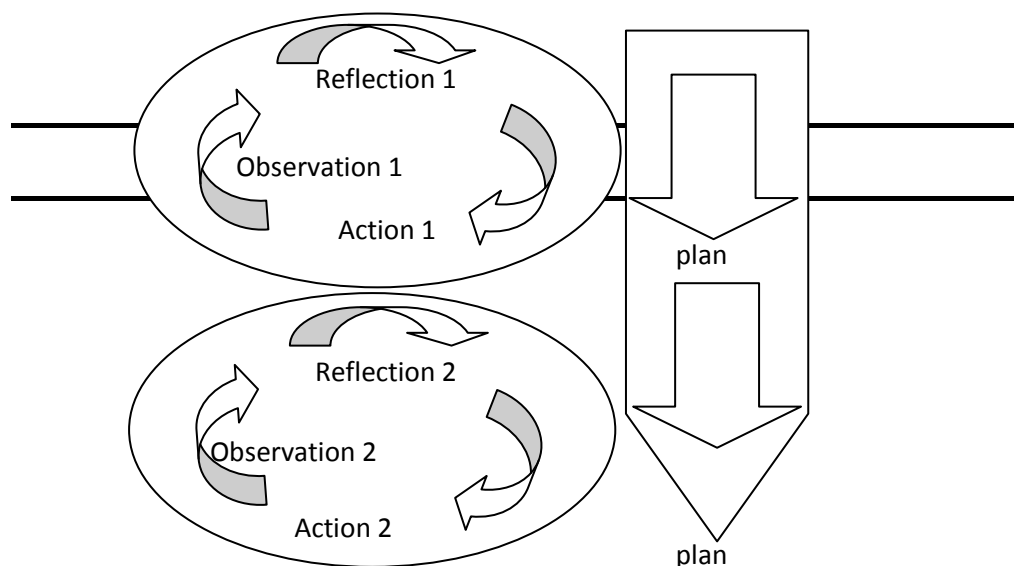 Reflection 1
Observation 1
Action 1
plan
Reflection 2
Observation 2
Action 2
plan